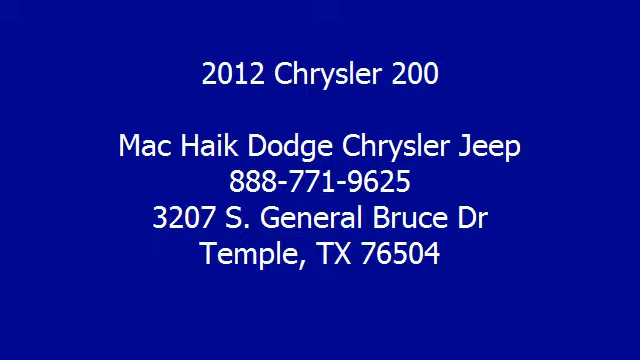 2012 Chrysler 200
Mac Haik Dodge Chrysler Jeep
888-771-9625
3207 S. General Bruce Dr
Temple, TX 76504